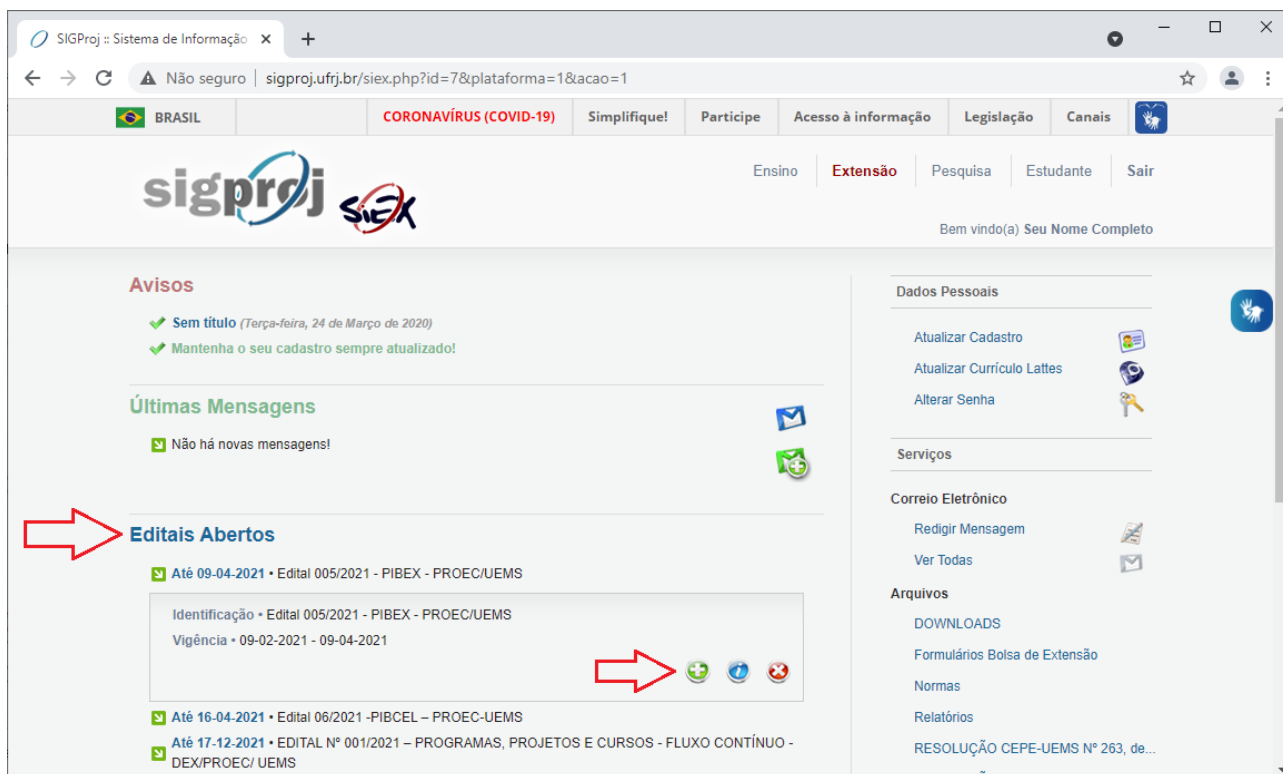 SIGProj :: Sistema de Informação
Não seguro | sigproj.ufrj.br/siex.php?id=7&plataforma=1&acao=1
BRASIL CORONAVÍRUS (COVID-19) Simplifique! Participe Acesso à informação Legislação Canais
sigproj SiEX
Ensino Extensão Pesquisa Estudante Sair
Bem vindo(a) Seu Nome Completo
Avisos
Sem título (Terça-feira, 24 de Março de 2020)
Mantenha o seu cadastro sempre atualizado!
Últimas Mensagens
Não há novas mensagens!
Editais Abertos
Até 09-04-2021 • Edital 005/2021 - PIBEX - PROEC/UEMS
Identificação • Edital 005/2021 - PIBEX - PROEC/UEMS
Vigência • 09-02-2021 - 09-04-2021
Até 16-04-2021 • Edital 06/2021 -PIBCEL – PROEC-UEMS
Até 17-12-2021 • EDITAL Nº 001/2021 – PROGRAMAS, PROJETOS E CURSOS - FLUXO CONTÍNUO -
DEX/PROEC/ UEMS
Dados Pessoais
Atualizar Cadastro
Atualizar Currículo Lattes
Alterar Senha
Serviços
Correio Eletrônico
Redigir Mensagem
Ver Todas
Arquivos
DOWNLOADS
Formulários Bolsa de Extensão
Normas
Relatórios
RESOLUÇÃO CEPE-UEMS Nº 263, de...